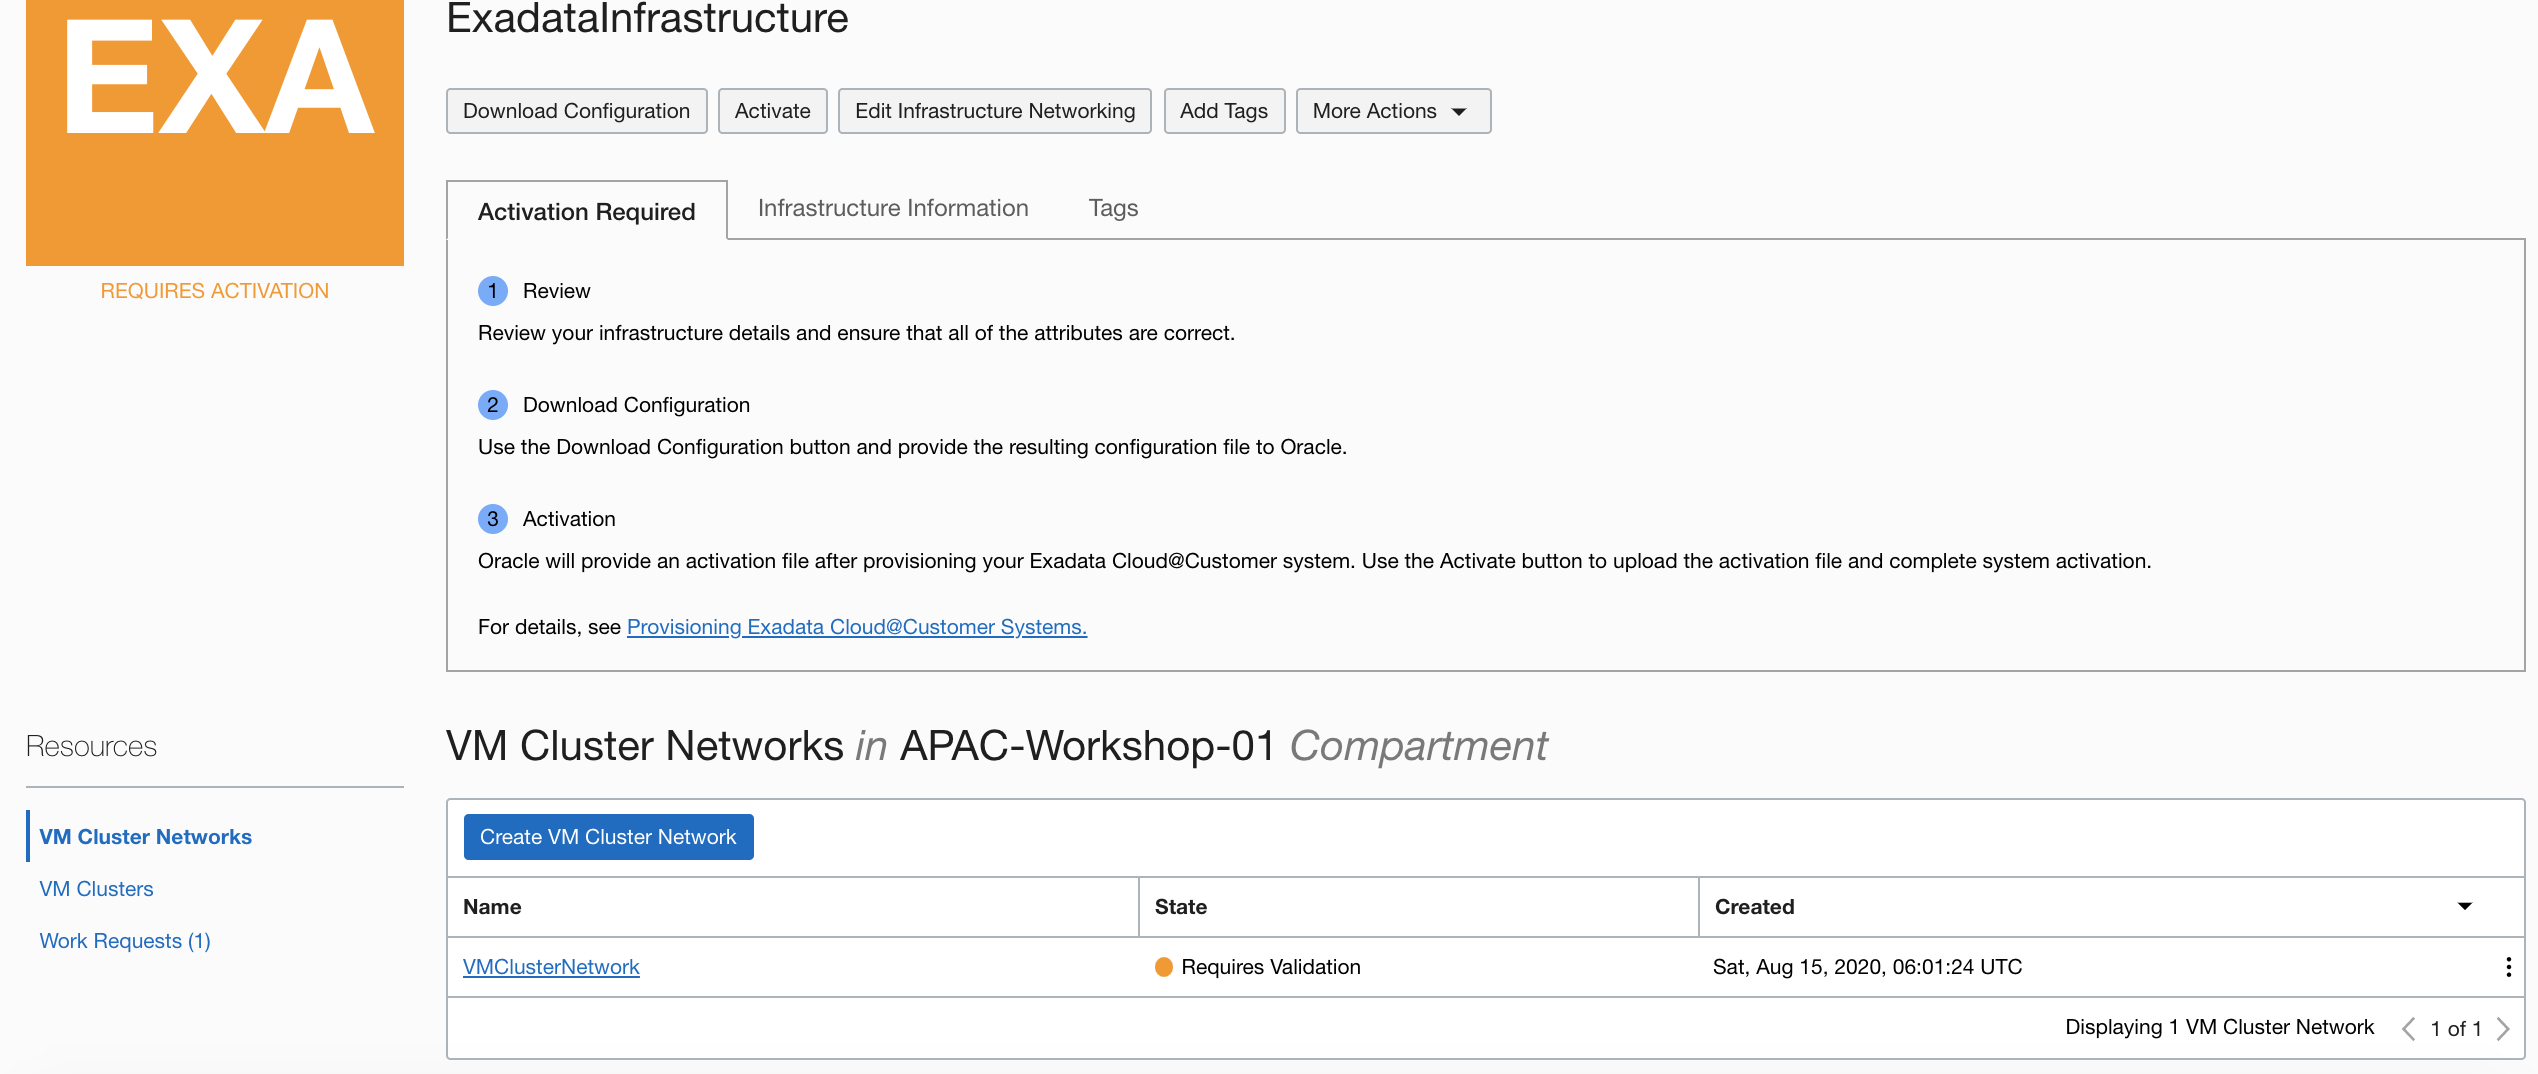 EXA
REQUIRES ACTIVATION
ExadataInfrastructure
Download Configuration
Activate
Edit Infrastructure Networking
Add Tags
More Actions
Activation Required
Infrastructure Information
Tags
1 Review
Review your infrastructure details and ensure that all of the attributes are correct.
2 Download Configuration
Use the Download Configuration button and provide the resulting configuration file to Oracle.
3 Activation
Oracle will provide an activation file after provisioning your Exadata Cloud@Customer system. Use the Activate button to upload the activation file and complete system activation.
For details, see Provisioning Exadata Cloud@Customer Systems.
Resources
VM Cluster Networks
VM Clusters
Work Requests (1)
VM Cluster Networks in APAC-Workshop-01 Compartment
Create VM Cluster Network
Name State Created
VMClusterNetwork Requires Validation Sat, Aug 15, 2020, 06:01:24 UTC
Displaying 1 VM Cluster Network 1 of 1